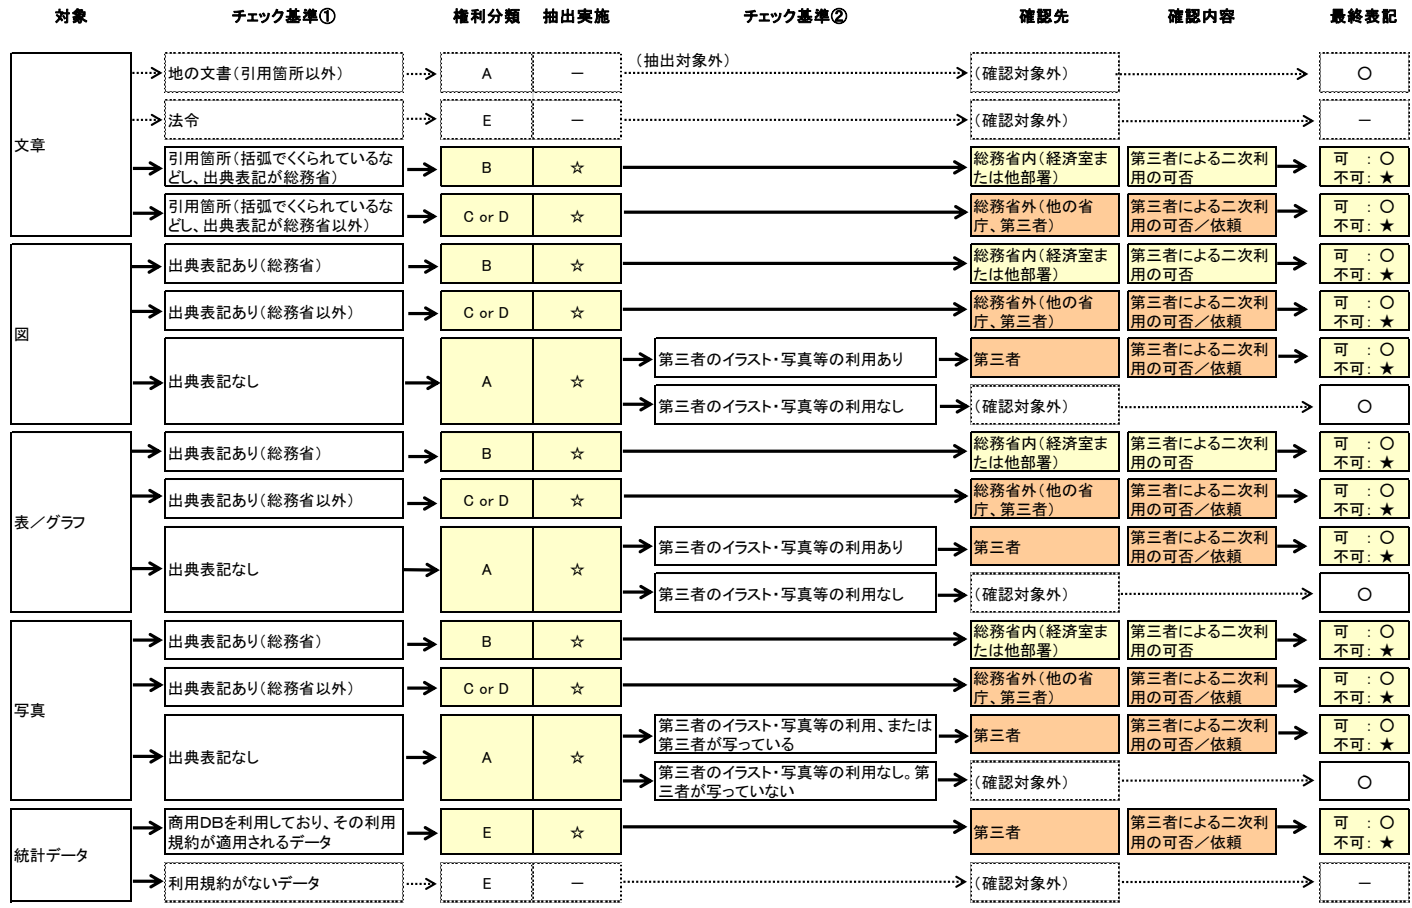 対象 チェック基準① 権利分類 抽出実施 チェック基準② 確認先 確認内容 最終表記
文章
地の文書（引用箇所以外） A － （抽出対象外） （確認対象外） ○
法令 E － （確認対象外） －
引用箇所（括弧でくくられているな
どし、出典表記が総務省） B ☆ 総務省内（経済室ま
たは他部署） 第三者による二次利
用の可否 可　：○
不可：★
引用箇所（括弧でくくられているな
どし、出典表記が総務省以外） C or D ☆ 総務省外（他の省
庁、第三者） 第三者による二次利
用の可否／依頼 可　：○
不可：★
図
出典表記あり（総務省） B ☆ 総務省内（経済室ま
たは他部署） 第三者による二次利
用の可否 可　：○
不可：★
出典表記あり（総務省以外） C or D ☆ 総務省外（他の省
庁、第三者） 第三者による二次利
用の可否／依頼 可　：○
不可：★
出典表記なし A ☆
第三者のイラスト・写真等の利用あり 第三者 第三者による二次利
用の可否／依頼 可　：○
不可：★
第三者のイラスト・写真等の利用なし （確認対象外） ○
表／グラフ
出典表記あり（総務省） B ☆ 総務省内（経済室ま
たは他部署） 第三者による二次利
用の可否 可　：○
不可：★
出典表記あり（総務省以外） C or D ☆ 総務省外（他の省
庁、第三者） 第三者による二次利
用の可否／依頼 可　：○
不可：★
出典表記なし A ☆
第三者のイラスト・写真等の利用あり 第三者 第三者による二次利
用の可否／依頼 可　：○
不可：★
第三者のイラスト・写真等の利用なし （確認対象外） ○
写真
出典表記あり（総務省） B ☆ 総務省内（経済室ま
たは他部署） 第三者による二次利
用の可否 可　：○
不可：★
出典表記あり（総務省以外） C or D ☆ 総務省外（他の省
庁、第三者） 第三者による二次利
用の可否／依頼 可　：○
不可：★
出典表記なし A ☆
第三者のイラスト・写真等の利用、または
第三者が写っている 第三者 第三者による二次利
用の可否／依頼 可　：○
不可：★
第三者のイラスト・写真等の利用なし。第
三者が写っていない （確認対象外） ○
統計データ
商用DBを利用しており、その利用
規約が適用されるデータ E ☆ 第三者 第三者による二次利
用の可否／依頼 可　：○
不可：★
利用規約がないデータ E － （確認対象外） －